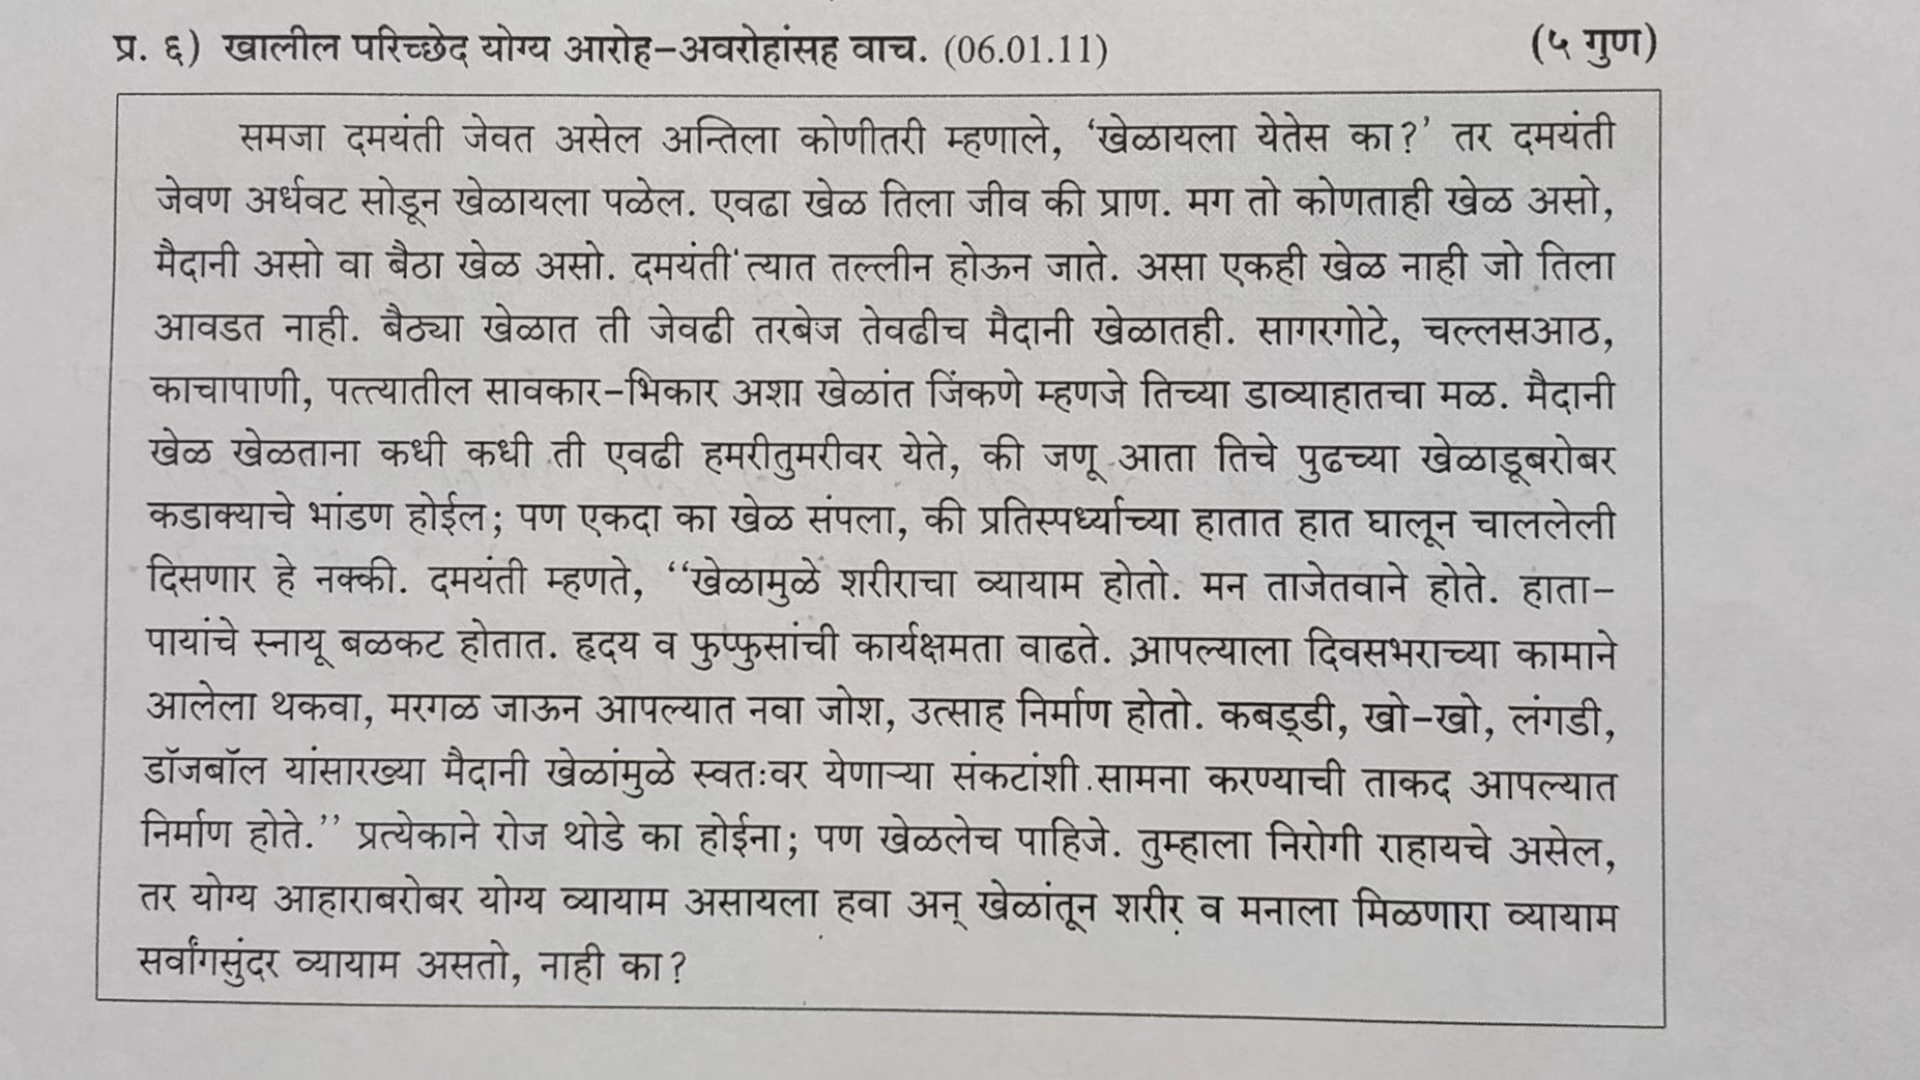 प्र. ६) खालील परिच्छेद योग्य आरोह-अवरोहांसह वाच. (06.01.11) (५ गुण)
समजा दमयंती जेवत असेल अन्तिला कोणीतरी म्हणाले, ‘खेळायला येतेस का?’ तर दमयंती
जेवण अर्धवट सोडून खेळायला पळेल. एवढा खेळ तिला जीव की प्राण. मग तो कोणताही खेळ असो,
मैदानी असो वा बैठा खेळ असो. दमयंती त्यात तल्लीन होऊन जाते. असा एकही खेळ नाही जो तिला
आवडत नाही. बैठ्या खेळात ती जेवढी तरबेज तेवढीच मैदानी खेळातही. सागरगोटे, चल्लसआठ,
काचापाणी, पत्त्यातील सावकार-भिकार अशा खेळांत जिंकणे म्हणजे तिच्या डाव्याहातचा मळ. मैदानी
खेळ खेळताना कधी कधी ती एवढी हमरीतुमरीवर येते, की जणू आता तिचे पुढच्या खेळाडूबरोबर
कडाक्याचे भांडण होईल; पण एकदा का खेळ संपला, की प्रतिस्पर्ध्याच्या हातात हात घालून चाललेली
दिसणार हे नक्की. दमयंती म्हणते, “खेळामुळे शरीराचा व्यायाम होतो. मन ताजेतवाने होते. हाता-
पायांचे स्नायू बळकट होतात. हृदय व फुप्फुसांची कार्यक्षमता वाढते. आपल्याला दिवसभराच्या कामाने
आलेला थकवा, मरगळ जाऊन आपल्यात नवा जोश, उत्साह निर्माण होतो. कबड्डी, खो-खो, लंगडी,
डॉजबॉल यांसारख्या मैदानी खेळांमुळे स्वतःवर येणाऱ्या संकटांशी सामना करण्याची ताकद आपल्यात
निर्माण होते.” प्रत्येकाने रोज थोडे का होईना; पण खेळलेच पाहिजे. तुम्हाला निरोगी राहायचे असेल,
तर योग्य आहाराबरोबर योग्य व्यायाम असायला हवा अन् खेळांतून शरीर व मनाला मिळणारा व्यायाम
सर्वांगसुंदर व्यायाम असतो, नाही का?